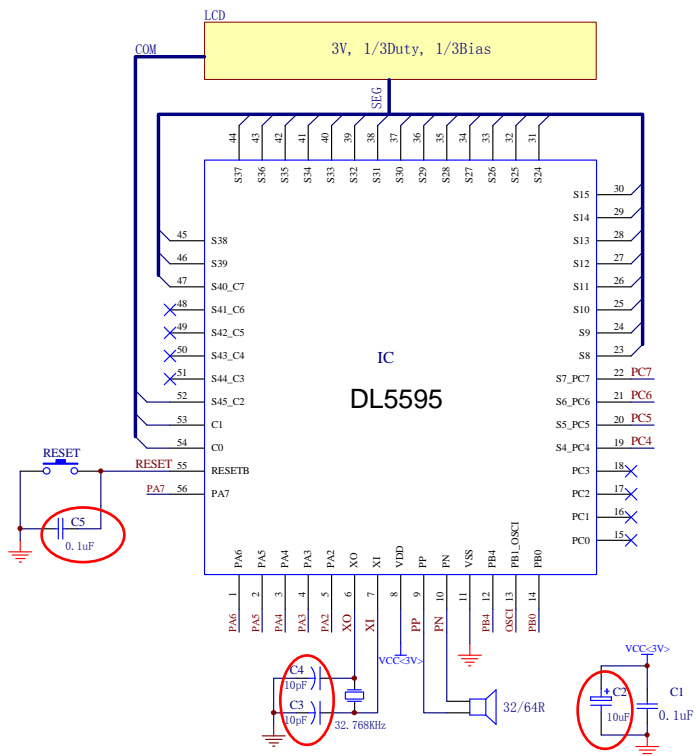 LCD
COM
3V, 1/3Duty, 1/3Bias
SEG
44 43 42 41 40 39 38 37 36 35 34 33 32 31
S37 S36 S35 S34 S33 S32 S31 S30 S29 S28 S27 S26 S25 S24
S15 30
S14 29
45 S38 S13 28
46 S39 S12 27
47 S40_C7 S11 26
48 S41_C6 S10 25
49 S42_C5 S9 24
50 S43_C4 S8 23
IC
51 S44_C3 S7_PC7 22 PC7
DL5595
52 S45_C2 S6_PC6 21 PC6
53 C1 S5_PC5 20 PC5
54 C0 S4_PC4 19 PC4
RESET
RESET 55 RESETB PC3 18
PA7 56 PA7 PC2 17
C5
0.1uF
PC1 16
PC0 15
PA6 PA5 PA4 PA3 PA2 XO XI VDD PP PN VSS PB4 PB1_OSCI PB0
1 2 3 4 5 6 7 8 9 10 11 12 13 14
PA6 PA5 PA4 PA3 PA2 XO XI PP PN PB4 OSCI PB0
VCC<3V>
VCC<3V>
C4
10pF
C3
10pF
32.768KHz
32/64R
C2
10uF
C1
0.1uF